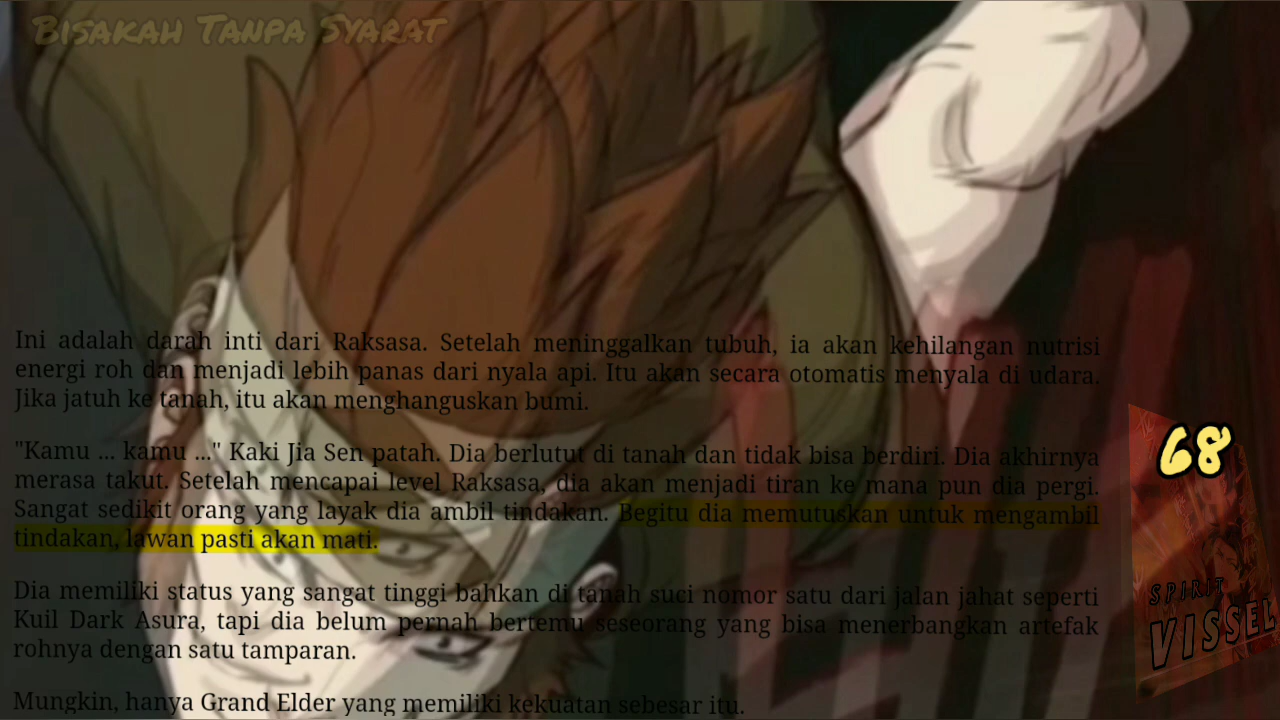 Bisakah Tanpa Syarat
Ini adalah darah inti dari Raksasa. Setelah meninggalkan tubuh, ia akan kehilangan nutrisi
energi roh dan menjadi lebih panas dari nyala api. Itu akan secara otomatis menyala di udara.
Jika jatuh ke tanah, itu akan menghanguskan bumi.
"Kamu ... kamu ..." Kaki Jia Sen patah. Dia berlutut di tanah dan tidak bisa berdiri. Dia akhirnya
merasa takut. Setelah mencapai level Raksasa, dia akan menjadi tiran ke mana pun dia pergi.
Sangat sedikit orang yang layak dia ambil tindakan. Begitu dia memutuskan untuk mengambil
tindakan, lawan pasti akan mati.
Dia memiliki status yang sangat tinggi bahkan di tanah suci nomor satu dari jalan jahat seperti
Kuil Dark Asura, tapi dia belum pernah bertemu seseorang yang bisa menerbangkan artefak
rohnya dengan satu tamparan.
Mungkin, hanya Grand Elder yang memiliki kekuatan sebesar itu.
68
SPIRIT
VISSEL